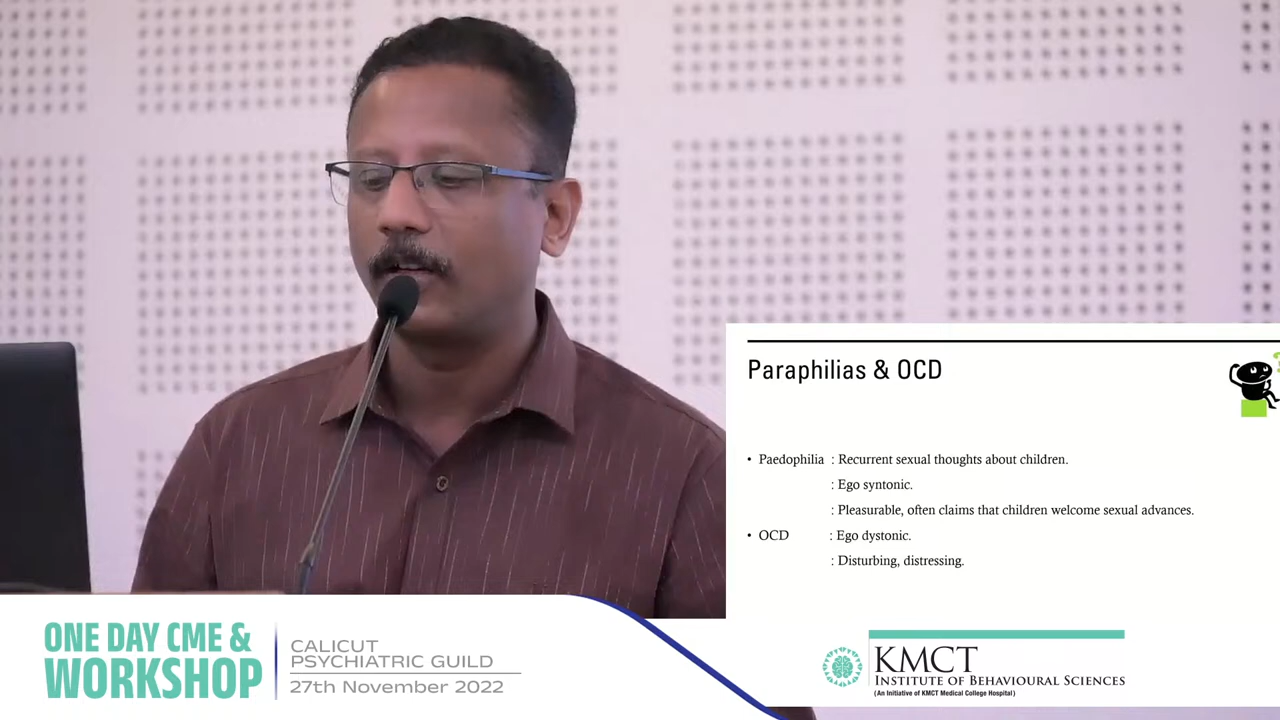 Paraphilias & OCD
• Paedophilia : Recurrent sexual thoughts about children.
: Ego syntonic.
: Pleasurable, often claims that children welcome sexual advances.
• OCD : Ego dystonic.
: Disturbing, distressing.
ONE DAY CME &
WORKSHOP
CALICUT
PSYCHIATRIC GUILD
27th November 2022
KMCT
INSTITUTE OF BEHAVIOURAL SCIENCES
(An Initiative of KMCT Medical College Hospital)